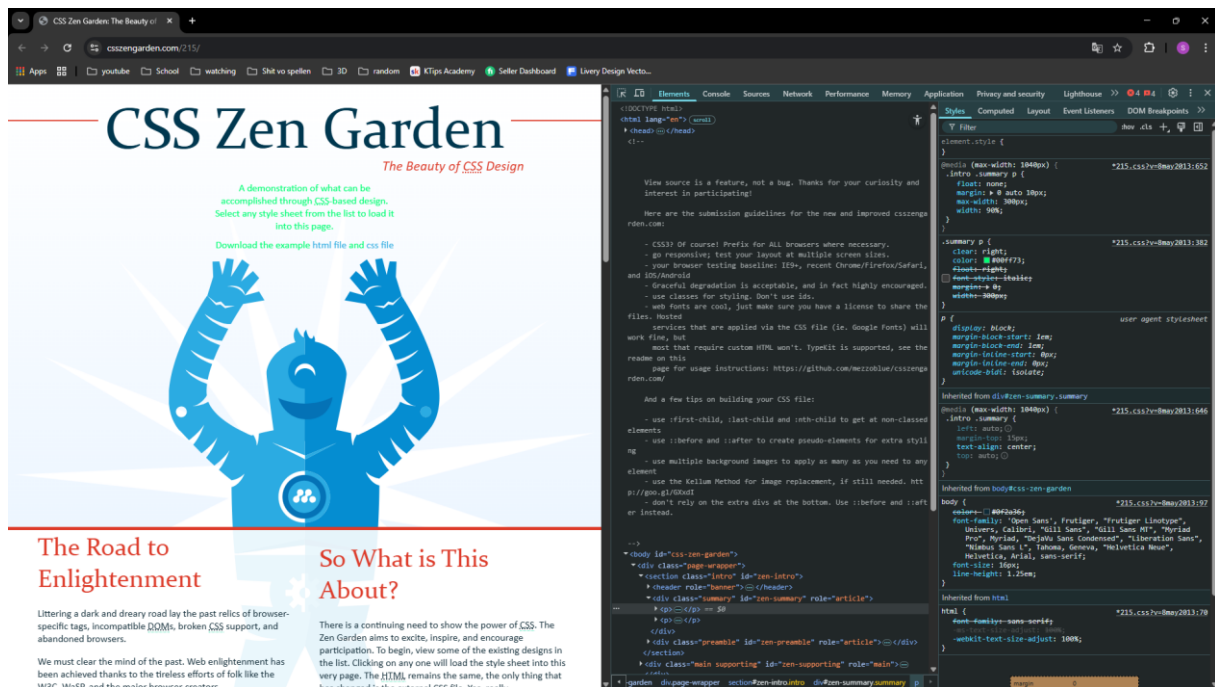 CSS Zen Garden: The Beauty of
csszengarden.com/215/
S
Apps youtube School watching Shit vo spellen 3D random KTips Academy Seller Dashboard Livery Design Vecto...
CSS Zen Garden
The Beauty of CSS Design
A demonstration of what can be
accomplished through CSS-based design.
Select any style sheet from the list to load it
into this page.
Download the example html file and css file
The Road to
Enlightenment
Littering a dark and dreary road lay the past relics of browser-
specific tags, incompatible DOMs, broken CSS support, and
abandoned browsers.
We must clear the mind of the past. Web enlightenment has
been achieved thanks to the tireless efforts of folk like the
W3C, WaSP, and the major browser creators.
So What is This
About?
There is a continuing need to show the power of CSS. The
Zen Garden aims to excite, inspire, and encourage
participation. To begin, view some of the existing designs in
the list. Clicking on any one will load the style sheet into this
very page. The HTML remains the same, the only thing that
Elements Console Sources Network Performance Memory Application Privacy and security Lighthouse 4 4
<!DOCTYPE html>
<html lang="en"> scroll
<head> </head>
<!--
View source is a feature, not a bug. Thanks for your curiosity and
interest in participating!
Here are the submission guidelines for the new and improved csszenga
rden.com:
- CSS3? Of course! Prefix for ALL browsers where necessary.
- go responsive; test your layout at multiple screen sizes.
- your browser testing baseline: IE9+, recent Chrome/Firefox/Safari,
and iOS/Android
- Graceful degradation is acceptable, and in fact highly encouraged.
- use classes for styling. Don't use ids.
- web fonts are cool, just make sure you have a license to share the
files. Hosted
services that are applied via the CSS file (ie. Google Fonts) will
work fine, but
most that require custom HTML won't. TypeKit is supported, see the
readme on this
page for usage instructions: https://github.com/mezzoblue/csszenga
rden.com/
And a few tips on building your CSS file:
- use :first-child, :last-child and :nth-child to get at non-classed
elements
- use ::before and ::after to create pseudo-elements for extra styli
ng
- use multiple background images to apply as many as you need to any
element
- use the Kellum Method for image replacement, if still needed. htt
p://goo.gl/GXxdI
- don't rely on the extra divs at the bottom. Use ::before and ::aft
er instead.
-->
<body id="css-zen-garden">
<div class="page-wrapper">
<section class="intro" id="zen-intro">
<header role="banner"> </header>
<div class="summary" id="zen-summary" role="article">
<p> </p> == $0
<p> </p>
</div>
<div class="preamble" id="zen-preamble" role="article"> </div>
</section>
<div class="main supporting" id="zen-supporting" role="main">
-garden div.page-wrapper section#zen-intro.intro div#zen-summary.summary p
Styles Computed Layout Event Listeners DOM Breakpoints
Filter :hov .cls
element.style {
}
@media (max-width: 1040px) { *215.css?v=8may2013:652
.intro .summary p {
float: none;
margin: 0 auto 10px;
max-width: 300px;
width: 90%;
}
}
.summary p { *215.css?v=8may2013:382
clear: right;
color: #00ff73;
float: right;
font-style: italic;
margin: 0;
width: 300px;
}
p { user agent stylesheet
display: block;
margin-block-start: 1em;
margin-block-end: 1em;
margin-inline-start: 0px;
margin-inline-end: 0px;
unicode-bidi: isolate;
}
Inherited from div#zen-summary.summary
@media (max-width: 1040px) { *215.css?v=8may2013:646
.intro .summary {
left: auto;
margin-top: 15px;
text-align: center;
top: auto;
}
}
Inherited from body#css-zen-garden
body { *215.css?v=8may2013:97
color: #0f2a36;
font-family: 'Open Sans', Frutiger, "Frutiger Linotype",
Univers, Calibri, "Gill Sans", "Gill Sans MT", "Myriad
Pro", Myriad, "DejaVu Sans Condensed", "Liberation Sans",
"Nimbus Sans L", Tahoma, Geneva, "Helvetica Neue",
Helvetica, Arial, sans-serif;
font-size: 16px;
line-height: 1.25em;
}
Inherited from html
html { *215.css?v=8may2013:70
font-family: sans-serif;
-ms-text-size-adjust: 100%;
-webkit-text-size-adjust: 100%;
}
margin 0